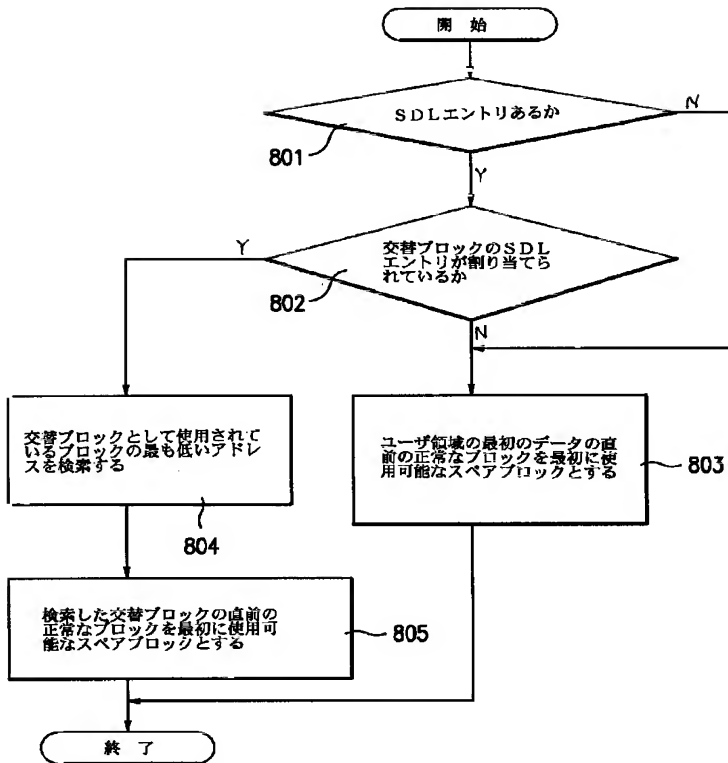 開 始
SDLエントリあるか
N
801
Y
Y
交替ブロックのSDL
エントリが割り当てら
れているか
802
N
交替ブロックとして使用されて
いるブロックの最も低いアドレ
スを検索する
ユーザ領域の最初のデータの直
前の正常なブロックを最初に使
用可能なスペアブロックとする
803
804
検索した交替ブロックの直前の
正常なブロックを最初に使用可
能なスペアブロックとする
805
終 了